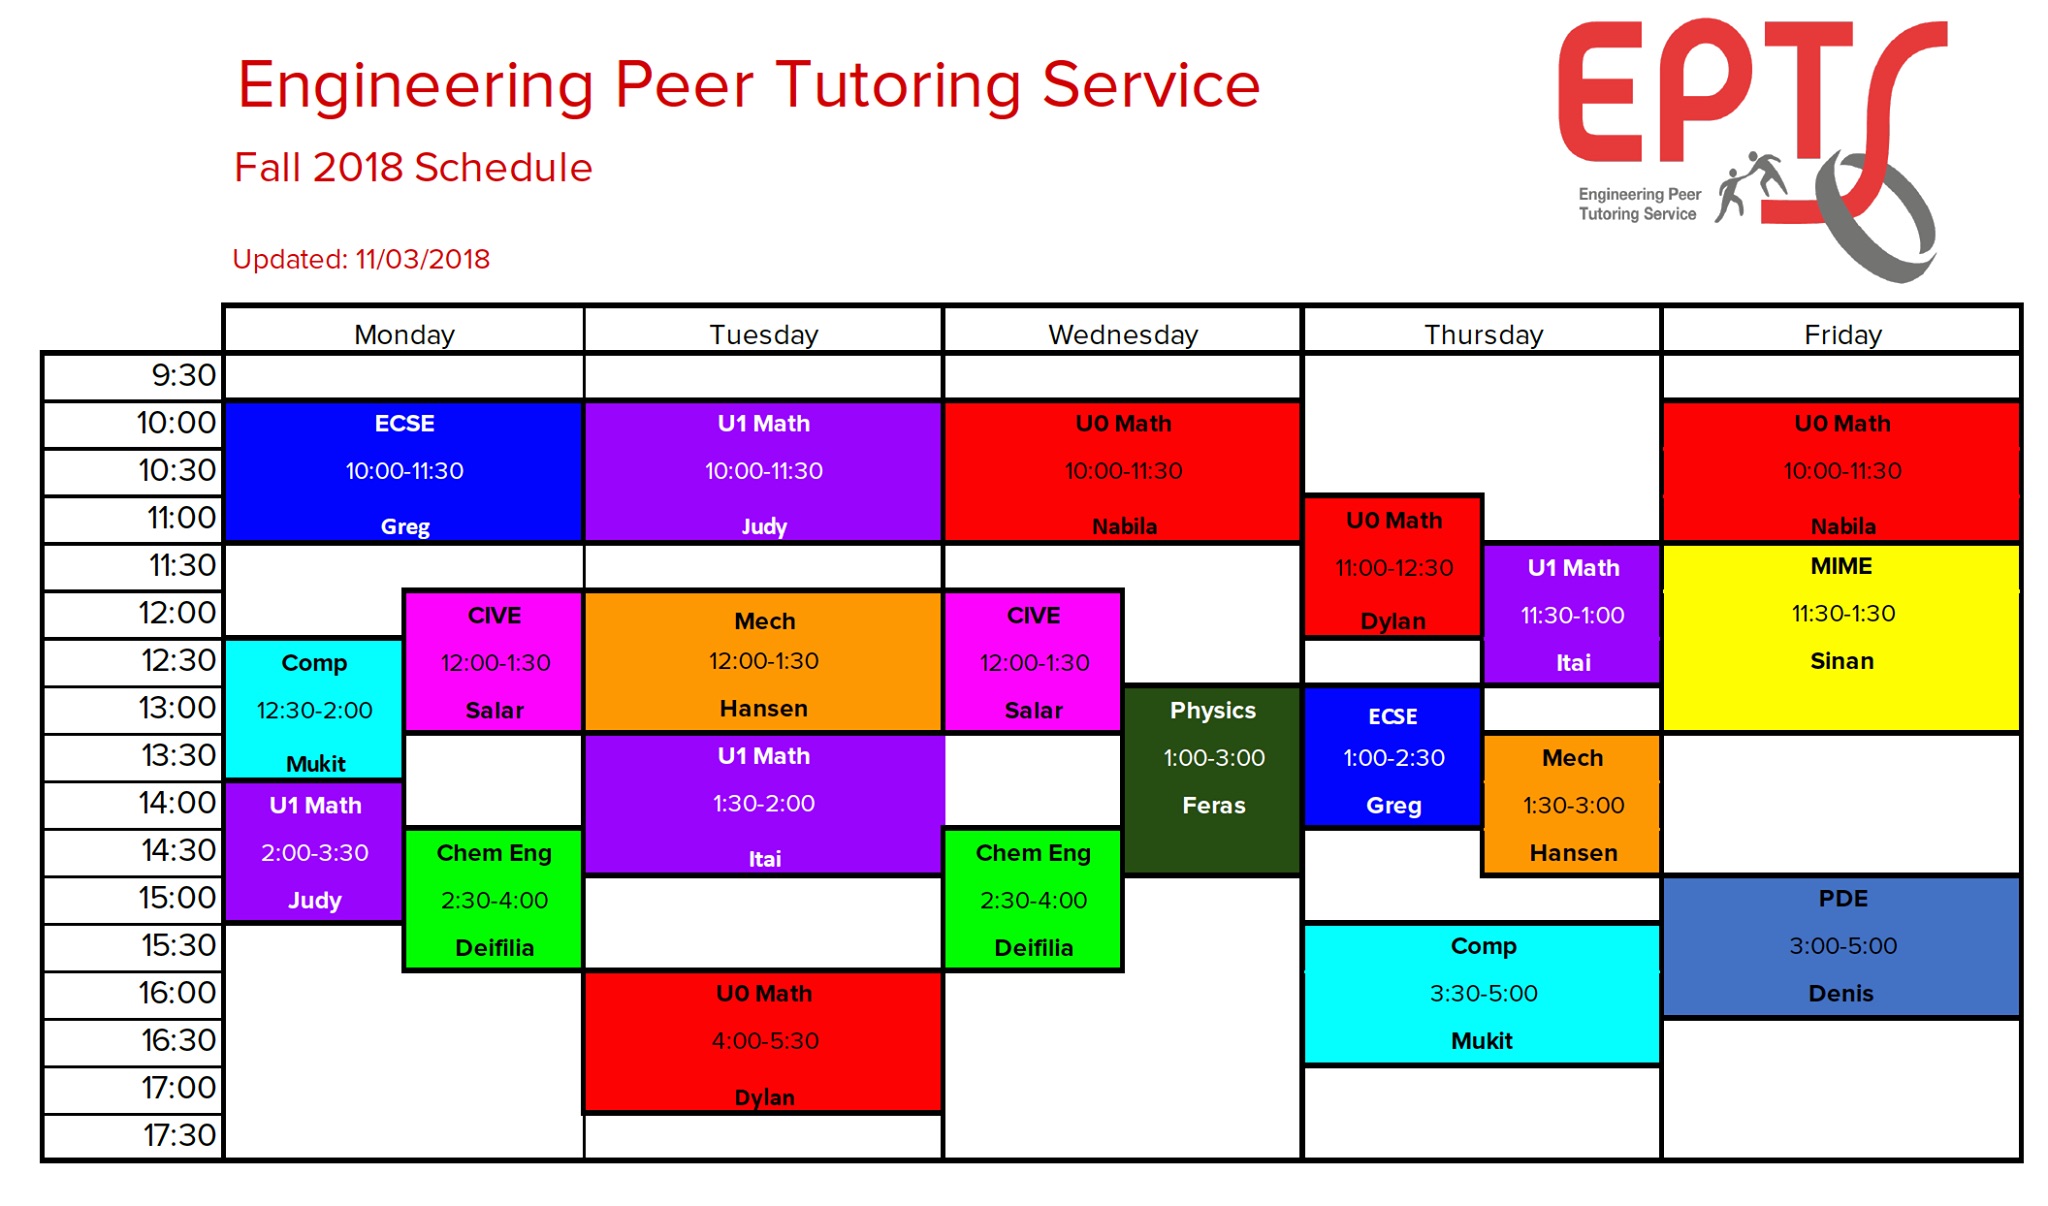 Engineering Peer Tutoring Service
Fall 2018 Schedule
Updated: 11/03/2018
EPTS
Engineering Peer
Tutoring Service
Monday Tuesday Wednesday Thursday Friday
9:30
10:00
10:30
11:00
11:30
12:00
12:30
13:00
13:30
14:00
14:30
15:00
15:30
16:00
16:30
17:00
17:30
ECSE
10:00-11:30
Greg
CIVE
12:00-1:30
Salar
Comp
12:30-2:00
Mukit
U1 Math
2:00-3:30
Judy
Chem Eng
2:30-4:00
Deifilia
U1 Math
10:00-11:30
Judy
Mech
12:00-1:30
Hansen
U1 Math
1:30-2:00
Itai
U0 Math
4:00-5:30
Dylan
U0 Math
10:00-11:30
Nabila
CIVE
12:00-1:30
Salar
Physics
1:00-3:00
Feras
Chem Eng
2:30-4:00
Deifilia
U0 Math
11:00-12:30
Dylan
U1 Math
11:30-1:00
Itai
ECSE
1:00-2:30
Greg
Mech
1:30-3:00
Hansen
Comp
3:30-5:00
Mukit
U0 Math
10:00-11:30
Nabila
MIME
11:30-1:30
Sinan
PDE
3:00-5:00
Denis